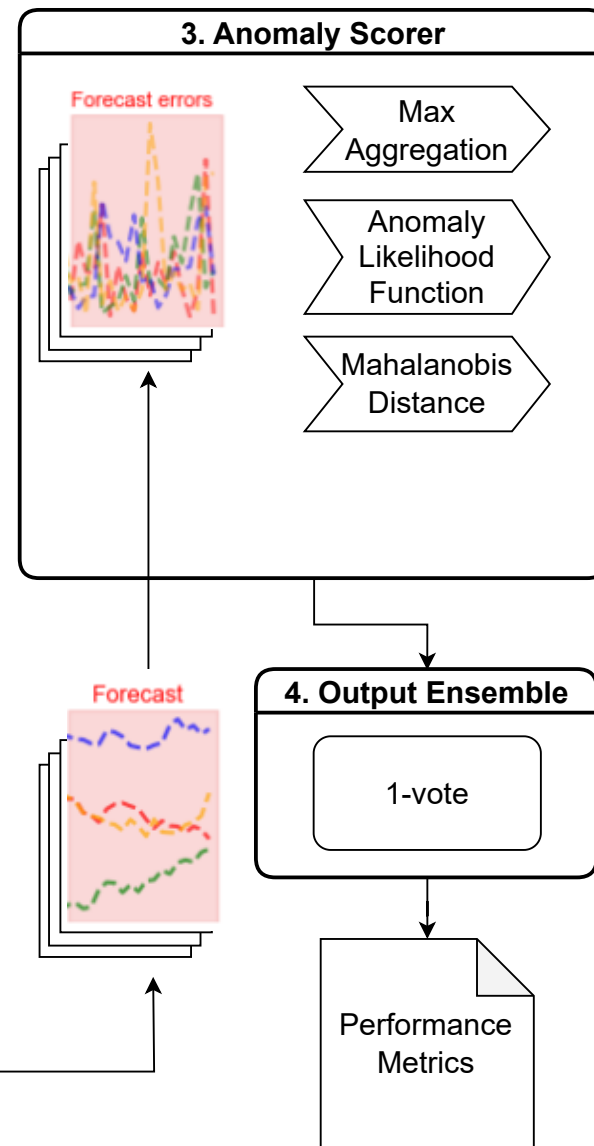 3. Anomaly Scorer
Forecast errors
Max
Aggregation
Anomaly
Likelihood
Function
Mahalanobis
Distance
Forecast
4. Output Ensemble
1-vote
Performance
Metrics